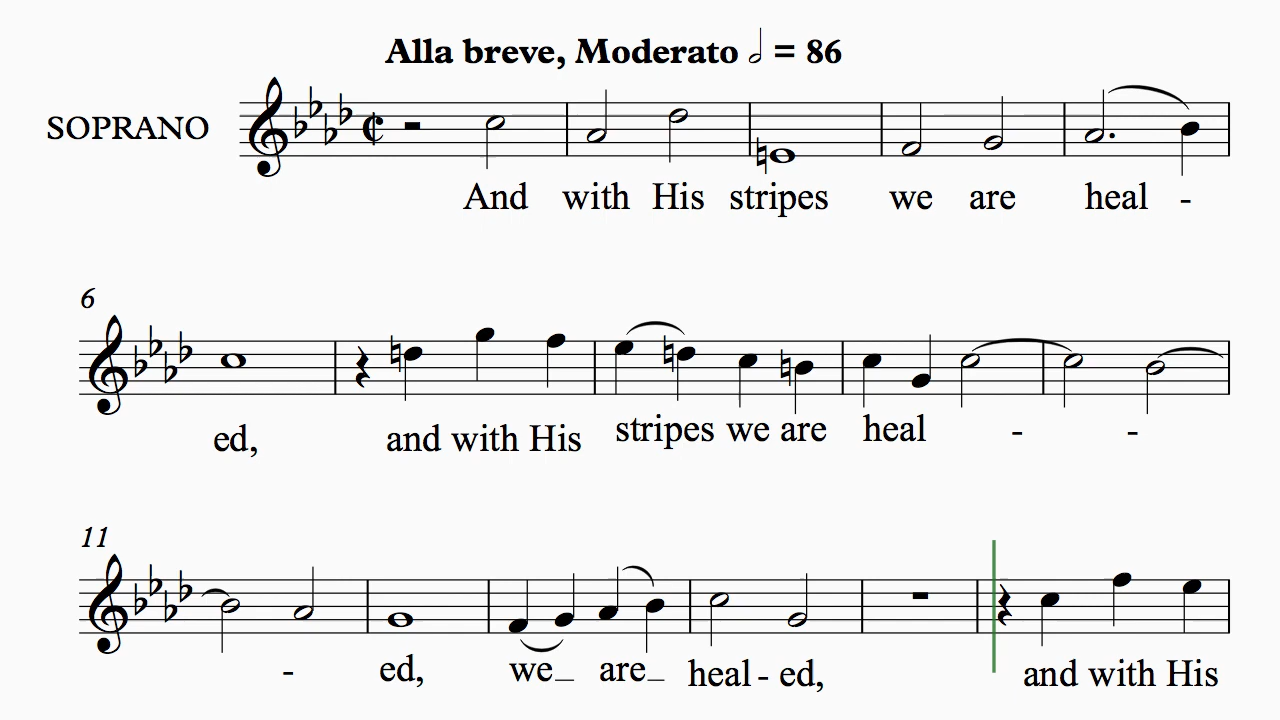 Alla breve, Moderato 𝅗𝅥 = 86
SOPRANO
And with His stripes we are heal -
6
ed, and with His stripes we are heal - -
11
- ed, we_ are_ heal - ed, and with His